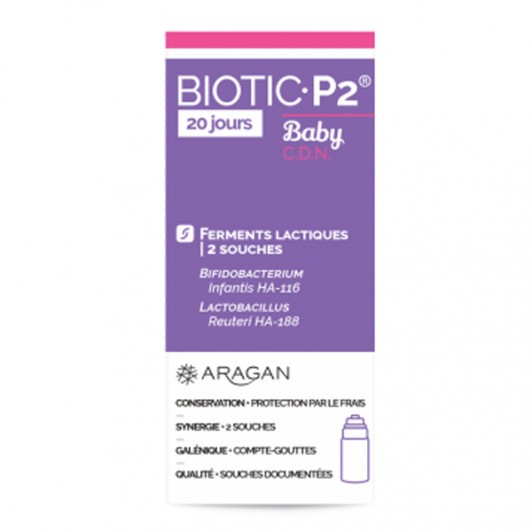 BIOTIC•P2®
20 jours
Baby
C.D.N.
FERMENTS LACTIQUES
| 2 SOUCHES
BIFIDOBACTERIUM
Infantis HA-116
LACTOBACILLUS
Reuteri HA-188
ARAGAN
CONSERVATION • PROTECTION PAR LE FRAIS
SYNERGIE • 2 SOUCHES
GALÉNIQUE • COMPTE-GOUTTES
QUALITÉ • SOUCHES DOCUMENTÉES